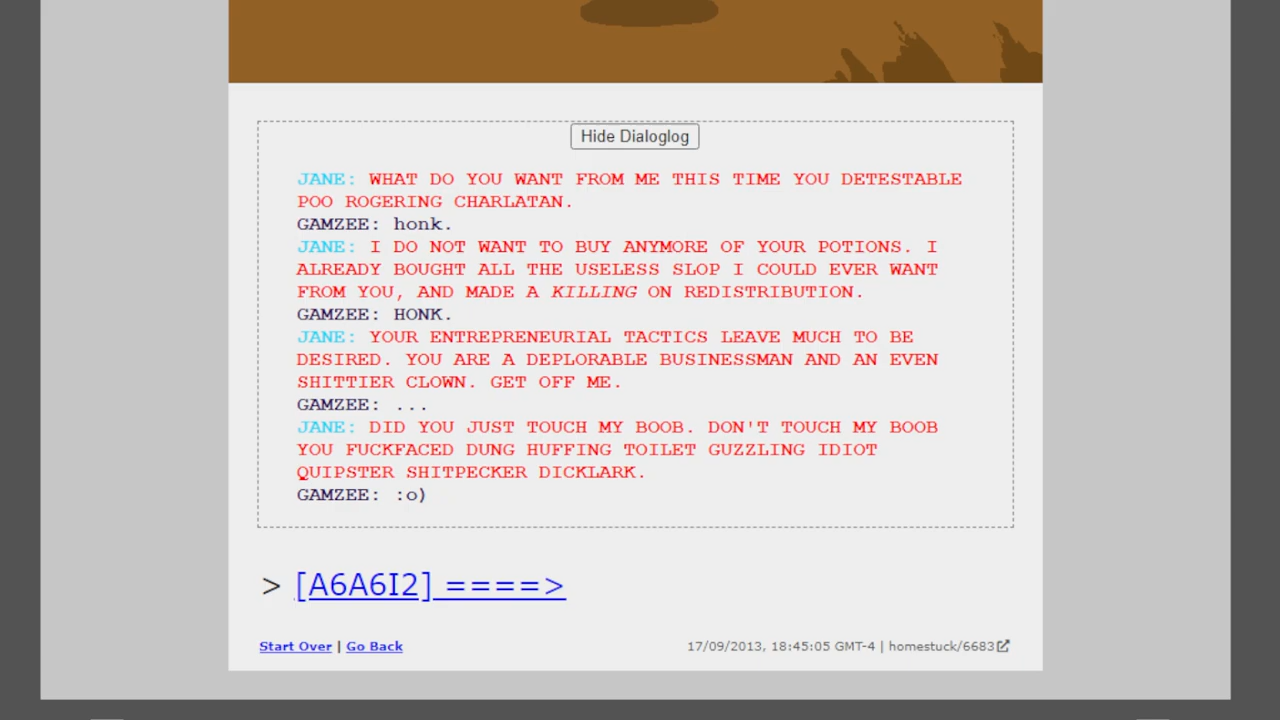 Hide Dialoglog
JANE: WHAT DO YOU WANT FROM ME THIS TIME YOU DETESTABLE
POO ROGERING CHARLATAN.
GAMZEE: honk.
JANE: I DO NOT WANT TO BUY ANYMORE OF YOUR POTIONS. I
ALREADY BOUGHT ALL THE USELESS SLOP I COULD EVER WANT
FROM YOU, AND MADE A KILLING ON REDISTRIBUTION.
GAMZEE: HONK.
JANE: YOUR ENTREPRENEURIAL TACTICS LEAVE MUCH TO BE
DESIRED. YOU ARE A DEPLORABLE BUSINESSMAN AND AN EVEN
SHITTIER CLOWN. GET OFF ME.
GAMZEE: ...
JANE: DID YOU JUST TOUCH MY BOOB. DON'T TOUCH MY BOOB
YOU FUCKFACED DUNG HUFFING TOILET GUZZLING IDIOT
QUIPSTER SHITPECKER DICKLARK.
GAMZEE: :o)
> [A6A6I2] ====>
Start Over | Go Back
17/09/2013, 18:45:05 GMT-4 | homestuck/6683